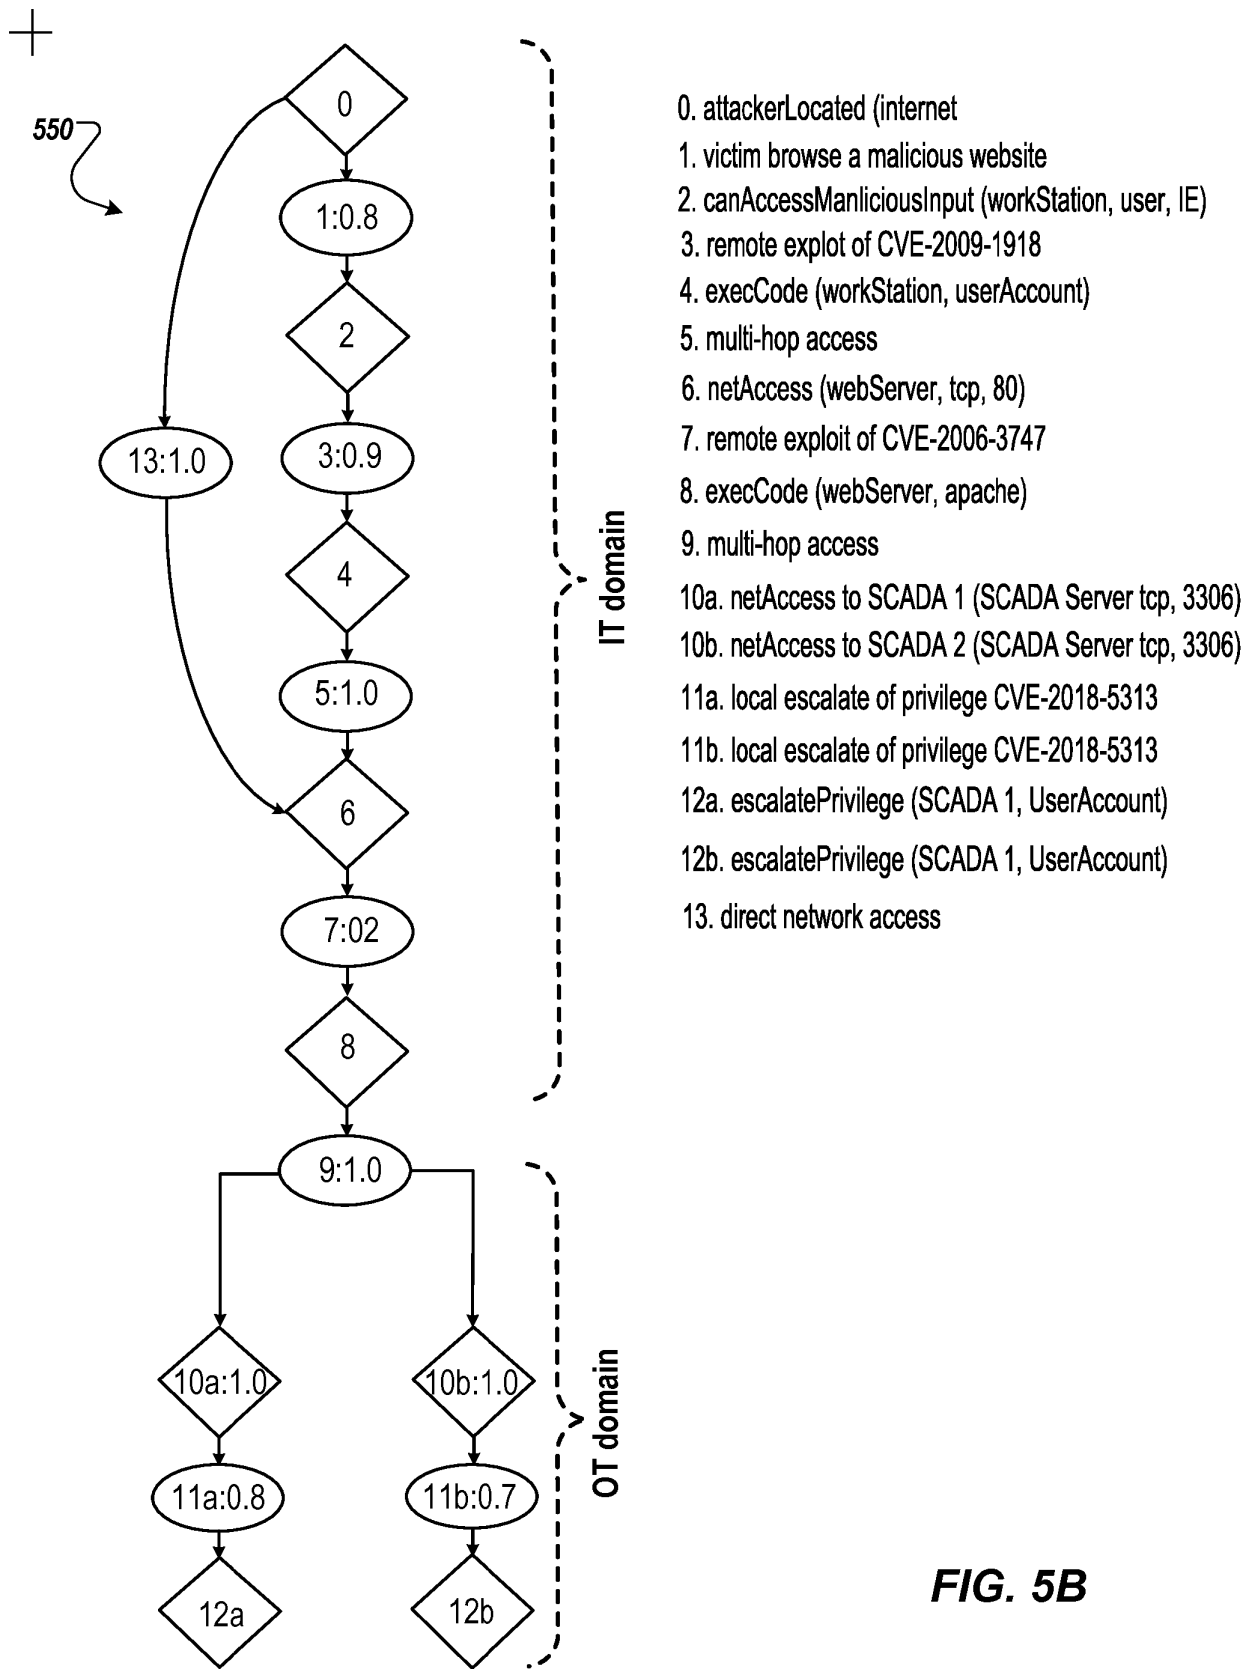 0
550
1:0.8
2
13:1.0
3:0.9
4
5:1.0
6
7:02
8
IT domain
9:1.0
10a:1.0
10b:1.0
11a:0.8
11b:0.7
12a
12b
OT domain
0. attackerLocated (internet
1. victim browse a malicious website
2. canAccessManliciousInput (workStation, user, IE)
3. remote explot of CVE-2009-1918
4. execCode (workStation, userAccount)
5. multi-hop access
6. netAccess (webServer, tcp, 80)
7. remote exploit of CVE-2006-3747
8. execCode (webServer, apache)
9. multi-hop access
10a. netAccess to SCADA 1 (SCADA Server tcp, 3306)
10b. netAccess to SCADA 2 (SCADA Server tcp, 3306)
11a. local escalate of privilege CVE-2018-5313
11b. local escalate of privilege CVE-2018-5313
12a. escalatePrivilege (SCADA 1, UserAccount)
12b. escalatePrivilege (SCADA 1, UserAccount)
13. direct network access
FIG. 5B